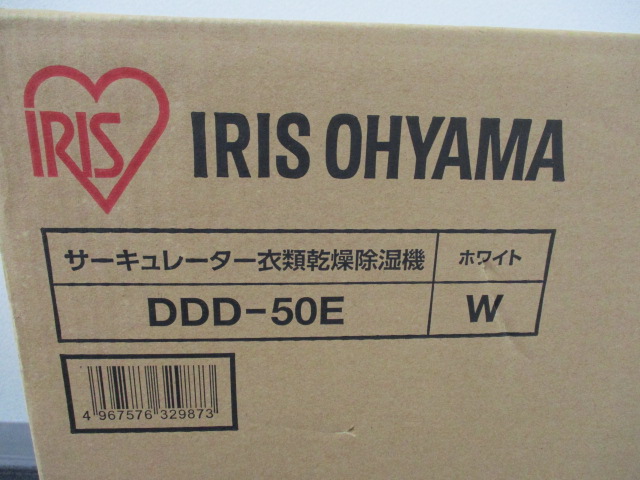 IRIS
IRIS OHYAMA
サーキュレーター衣類乾燥除湿機 ホワイト
DDD-50E W
4 967576 329873